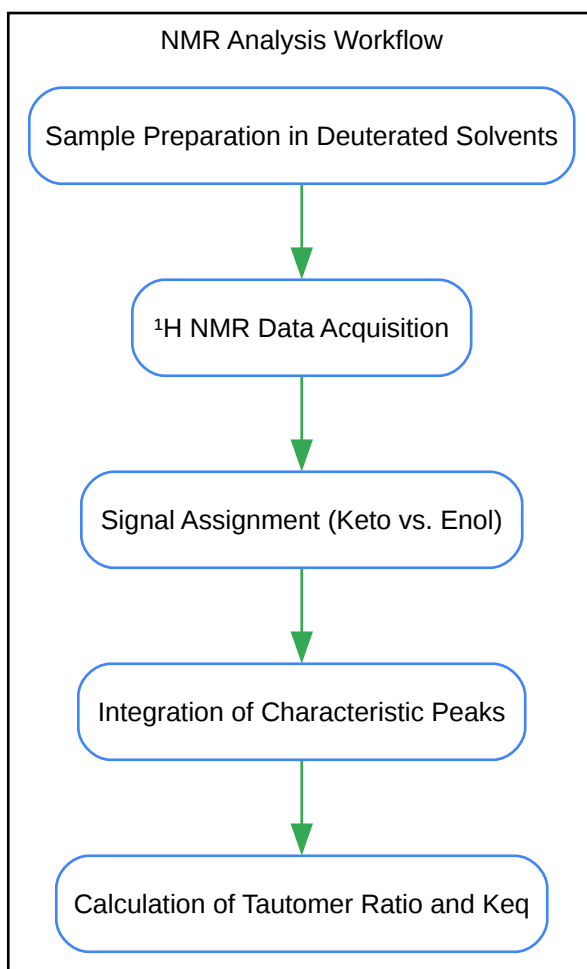 NMR Analysis Workflow
Sample Preparation in Deuterated Solvents
¹H NMR Data Acquisition
Signal Assignment (Keto vs. Enol)
Integration of Characteristic Peaks
Calculation of Tautomer Ratio and Keq